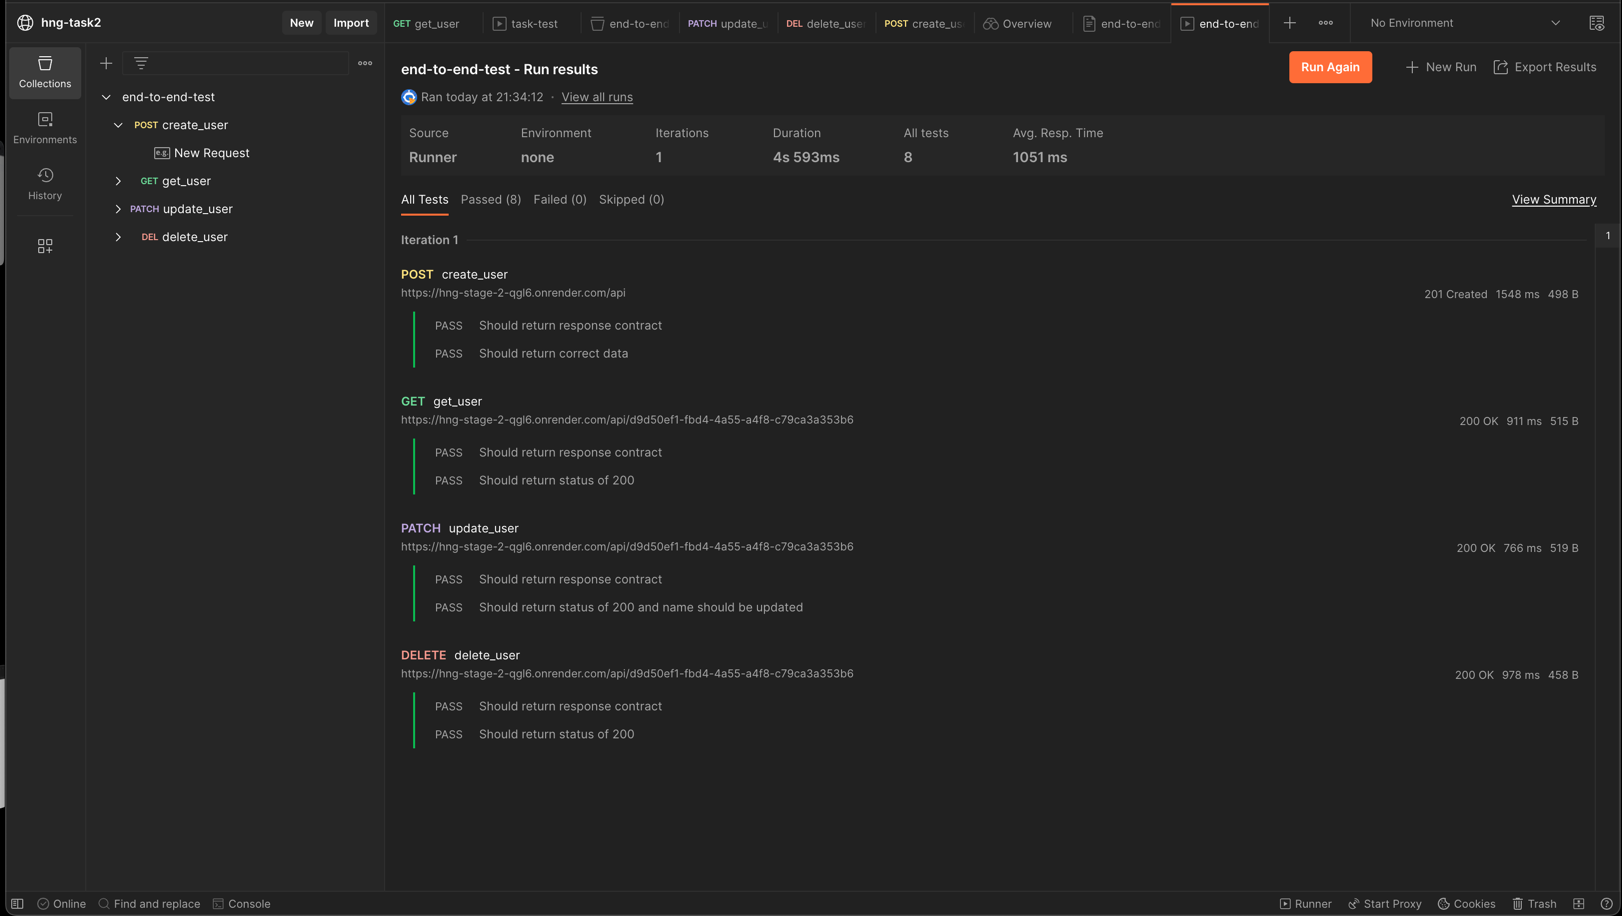 hng-task2
New
Import
GET get_user
task-test
end-to-end
PATCH update_u
DEL delete_use
POST create_us
Overview
end-to-end
end-to-end
No Environment
Collections
Environments
History
end-to-end-test
POST create_user
e.g. New Request
GET get_user
PATCH update_user
DEL delete_user
end-to-end-test - Run results
Run Again
New Run
Export Results
Ran today at 21:34:12 · View all runs
Source Environment Iterations Duration All tests Avg. Resp. Time
Runner none 1 4s 593ms 8 1051 ms
All Tests Passed (8) Failed (0) Skipped (0) View Summary
Iteration 1
1
POST create_user
https://hng-stage-2-qgl6.onrender.com/api
201 Created 1548 ms 498 B
PASS Should return response contract
PASS Should return correct data
GET get_user
https://hng-stage-2-qgl6.onrender.com/api/d9d50ef1-fbd4-4a55-a4f8-c79ca3a353b6
200 OK 911 ms 515 B
PASS Should return response contract
PASS Should return status of 200
PATCH update_user
https://hng-stage-2-qgl6.onrender.com/api/d9d50ef1-fbd4-4a55-a4f8-c79ca3a353b6
200 OK 766 ms 519 B
PASS Should return response contract
PASS Should return status of 200 and name should be updated
DELETE delete_user
https://hng-stage-2-qgl6.onrender.com/api/d9d50ef1-fbd4-4a55-a4f8-c79ca3a353b6
200 OK 978 ms 458 B
PASS Should return response contract
PASS Should return status of 200
Online Find and replace Console
Runner Start Proxy Cookies Trash